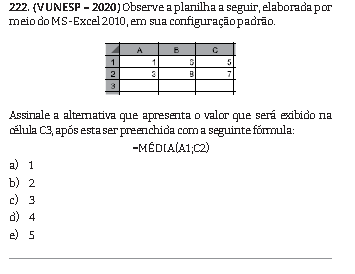 222. (VUNESP – 2020) Observe a planilha a seguir, elaborada por
meio do MS-Excel 2010, em sua configuração padrão.
A B C
1 1 6 5
2 3 8 7
3
Assinale a alternativa que apresenta o valor que será exibido na
célula C3, após esta ser preenchida com a seguinte fórmula:
=MÉDIA(A1;C2)
a) 1
b) 2
c) 3
d) 4
e) 5